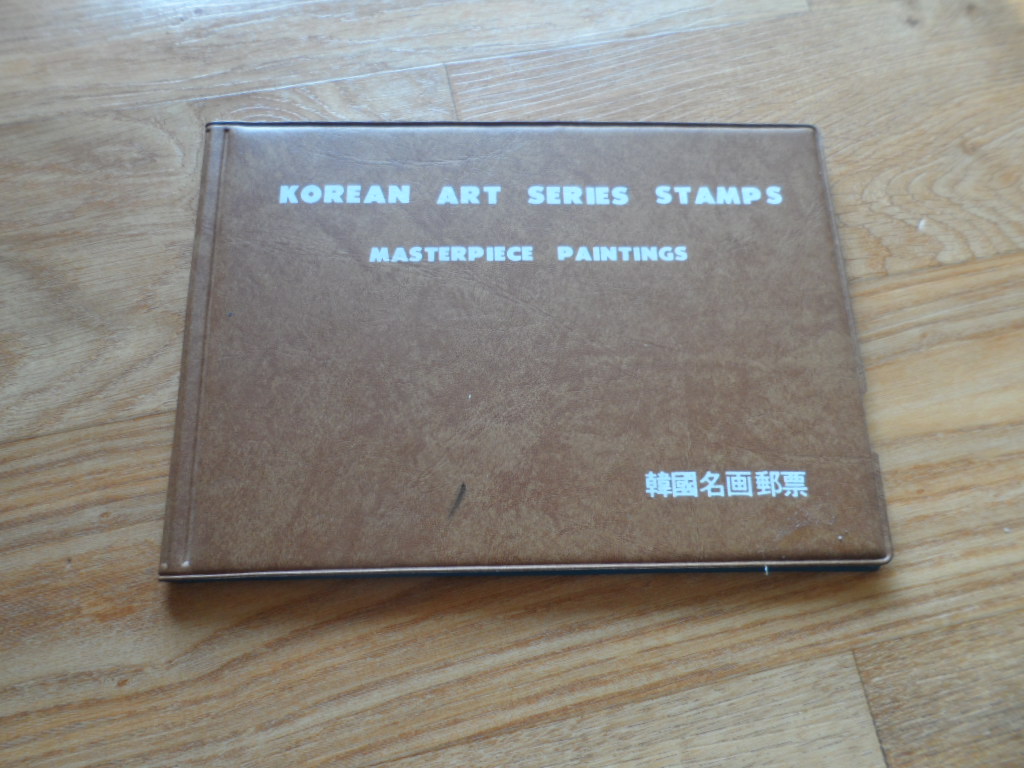 KOREAN ART SERIES STAMPS
MASTERPIECE PAINTINGS
韓國名画郵票